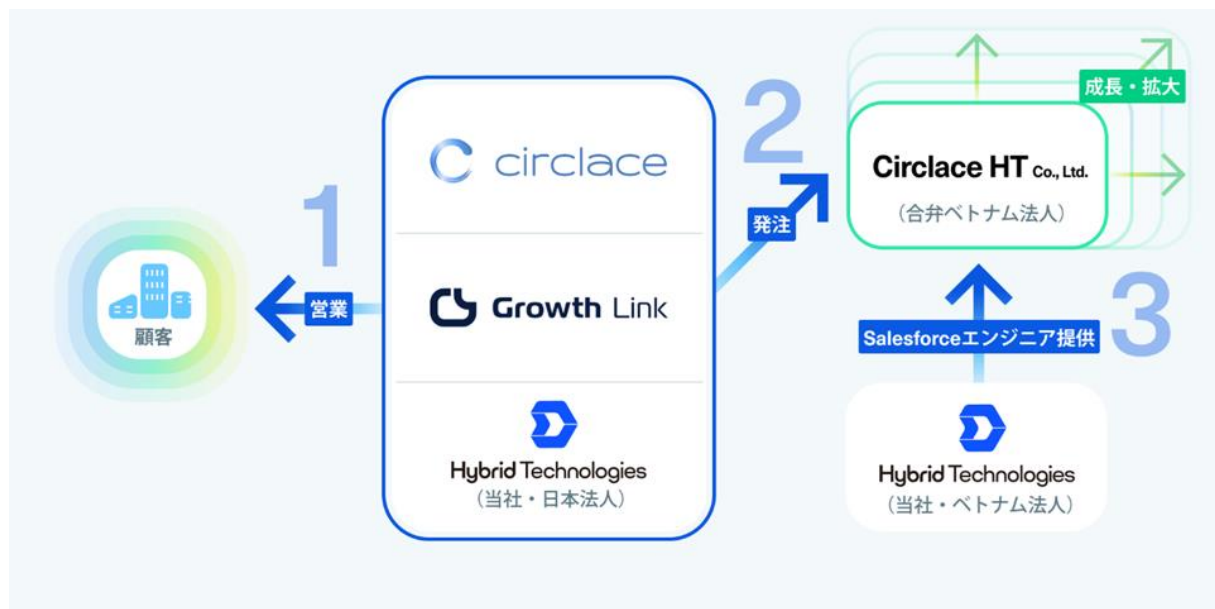 顧客
1
営業
circlace
Growth Link
Hybrid Technologies
（当社・日本法人）
2
発注
成長・拡大
Circlace HT Co., Ltd.
（合弁ベトナム法人）
3
Salesforceエンジニア提供
Hybrid Technologies
（当社・ベトナム法人）